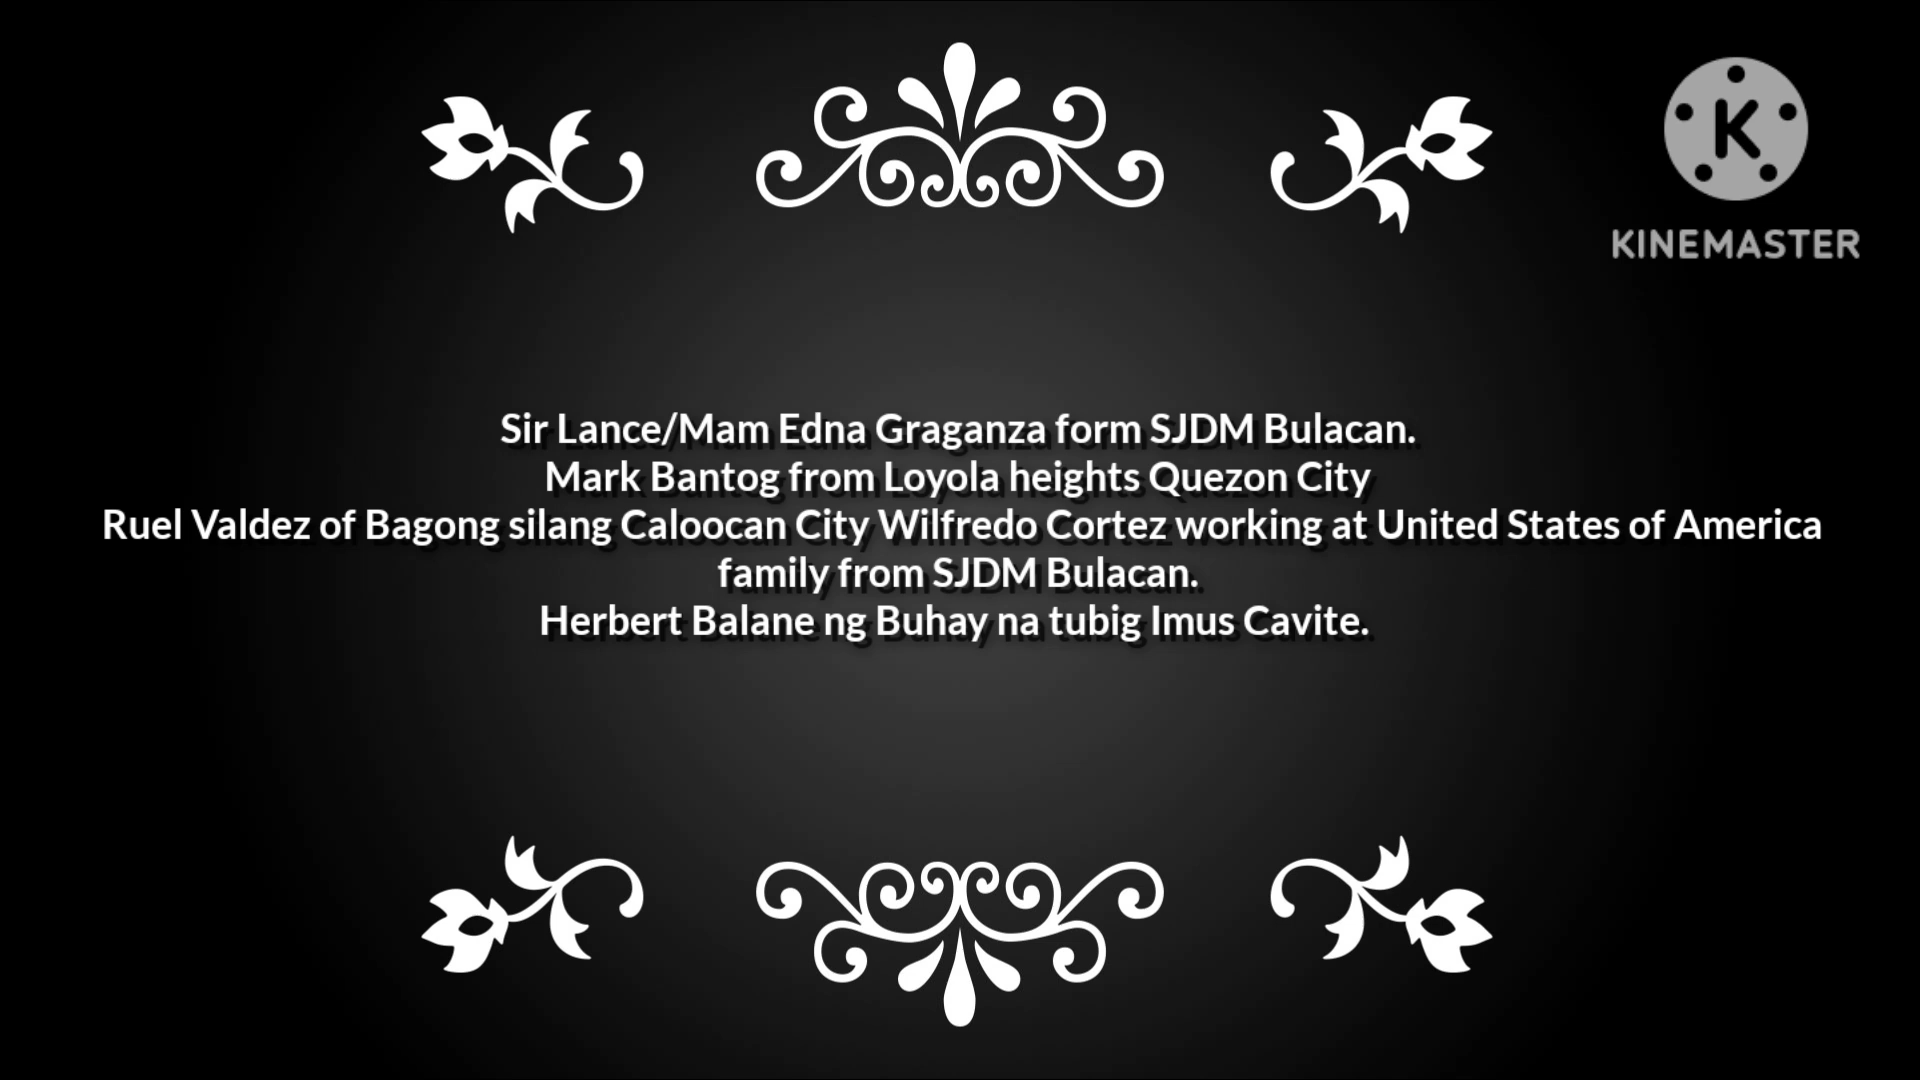 K
KINEMASTER
Sir Lance/Mam Edna Graganza form SJDM Bulacan.
Mark Bantog from Loyola heights Quezon City
Ruel Valdez of Bagong silang Caloocan City Wilfredo Cortez working at United States of America
family from SJDM Bulacan.
Herbert Balane ng Buhay na tubig Imus Cavite.